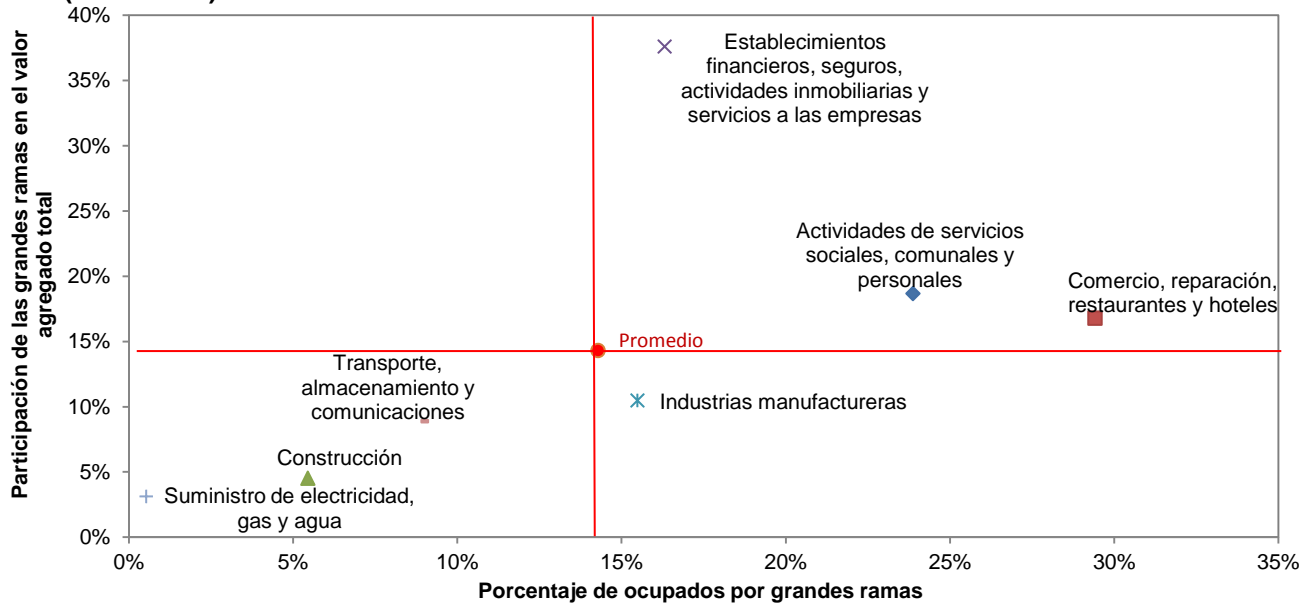 40%
35%
30%
25%
20%
15%
10%
5%
0%
0%
5%
10%
15%
20%
25%
30%
35%
Participación de las grandes ramas en el valor
agregado total
Porcentaje de ocupados por grandes ramas
Establecimientos
financieros, seguros,
actividades inmobiliarias y
servicios a las empresas
Actividades de servicios
sociales, comunales y
personales
Comercio, reparación,
restaurantes y hoteles
Promedio
Transporte,
almacenamiento y
comunicaciones
Industrias manufactureras
Construcción
Suministro de electricidad,
gas y agua